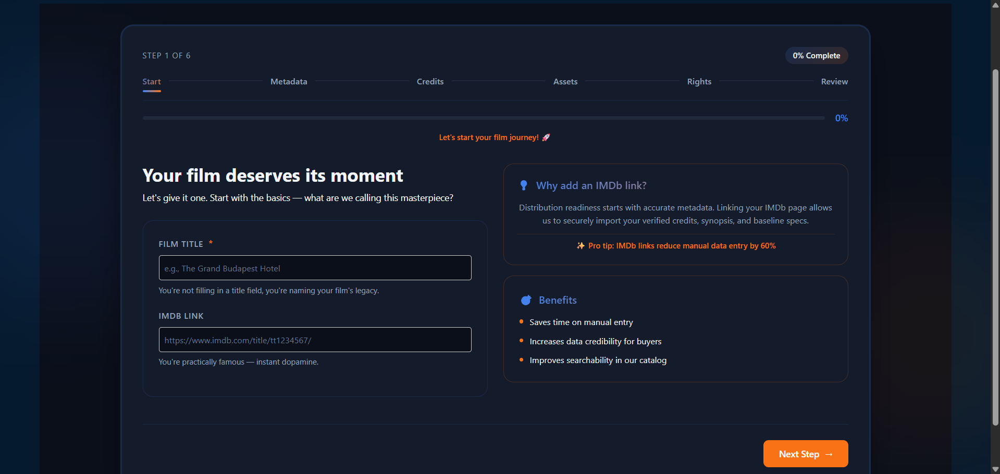 STEP 1 OF 6
0% Complete
Start
Metadata
Credits
Assets
Rights
Review
0%
Let's start your film journey! 🚀
Your film deserves its moment
Let's give it one. Start with the basics — what are we calling this masterpiece?
FILM TITLE *
e.g., The Grand Budapest Hotel
You're not filling in a title field, you're naming your film's legacy.
IMDB LINK
https://www.imdb.com/title/tt1234567/
You're practically famous — instant dopamine.
Why add an IMDb link?
Distribution readiness starts with accurate metadata. Linking your IMDb page allows
us to securely import your verified credits, synopsis, and baseline specs.
✨ Pro tip: IMDb links reduce manual data entry by 60%
Benefits
Saves time on manual entry
Increases data credibility for buyers
Improves searchability in our catalog
Next Step →